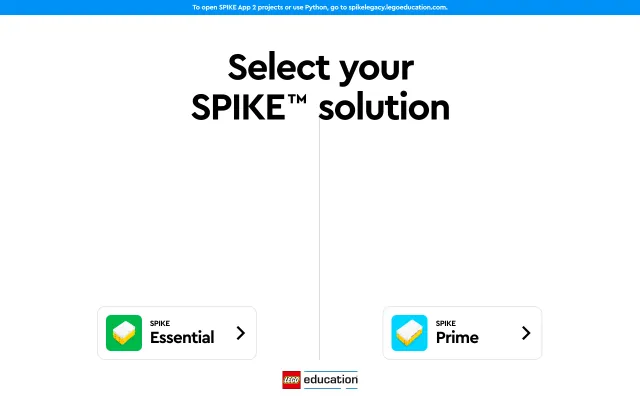 To open SPIKE App 2 projects or use Python, go to spikelegacy.legoeducation.com.
Select your
SPIKE™ solution
SPIKE
Essential
SPIKE
Prime
LEGO education